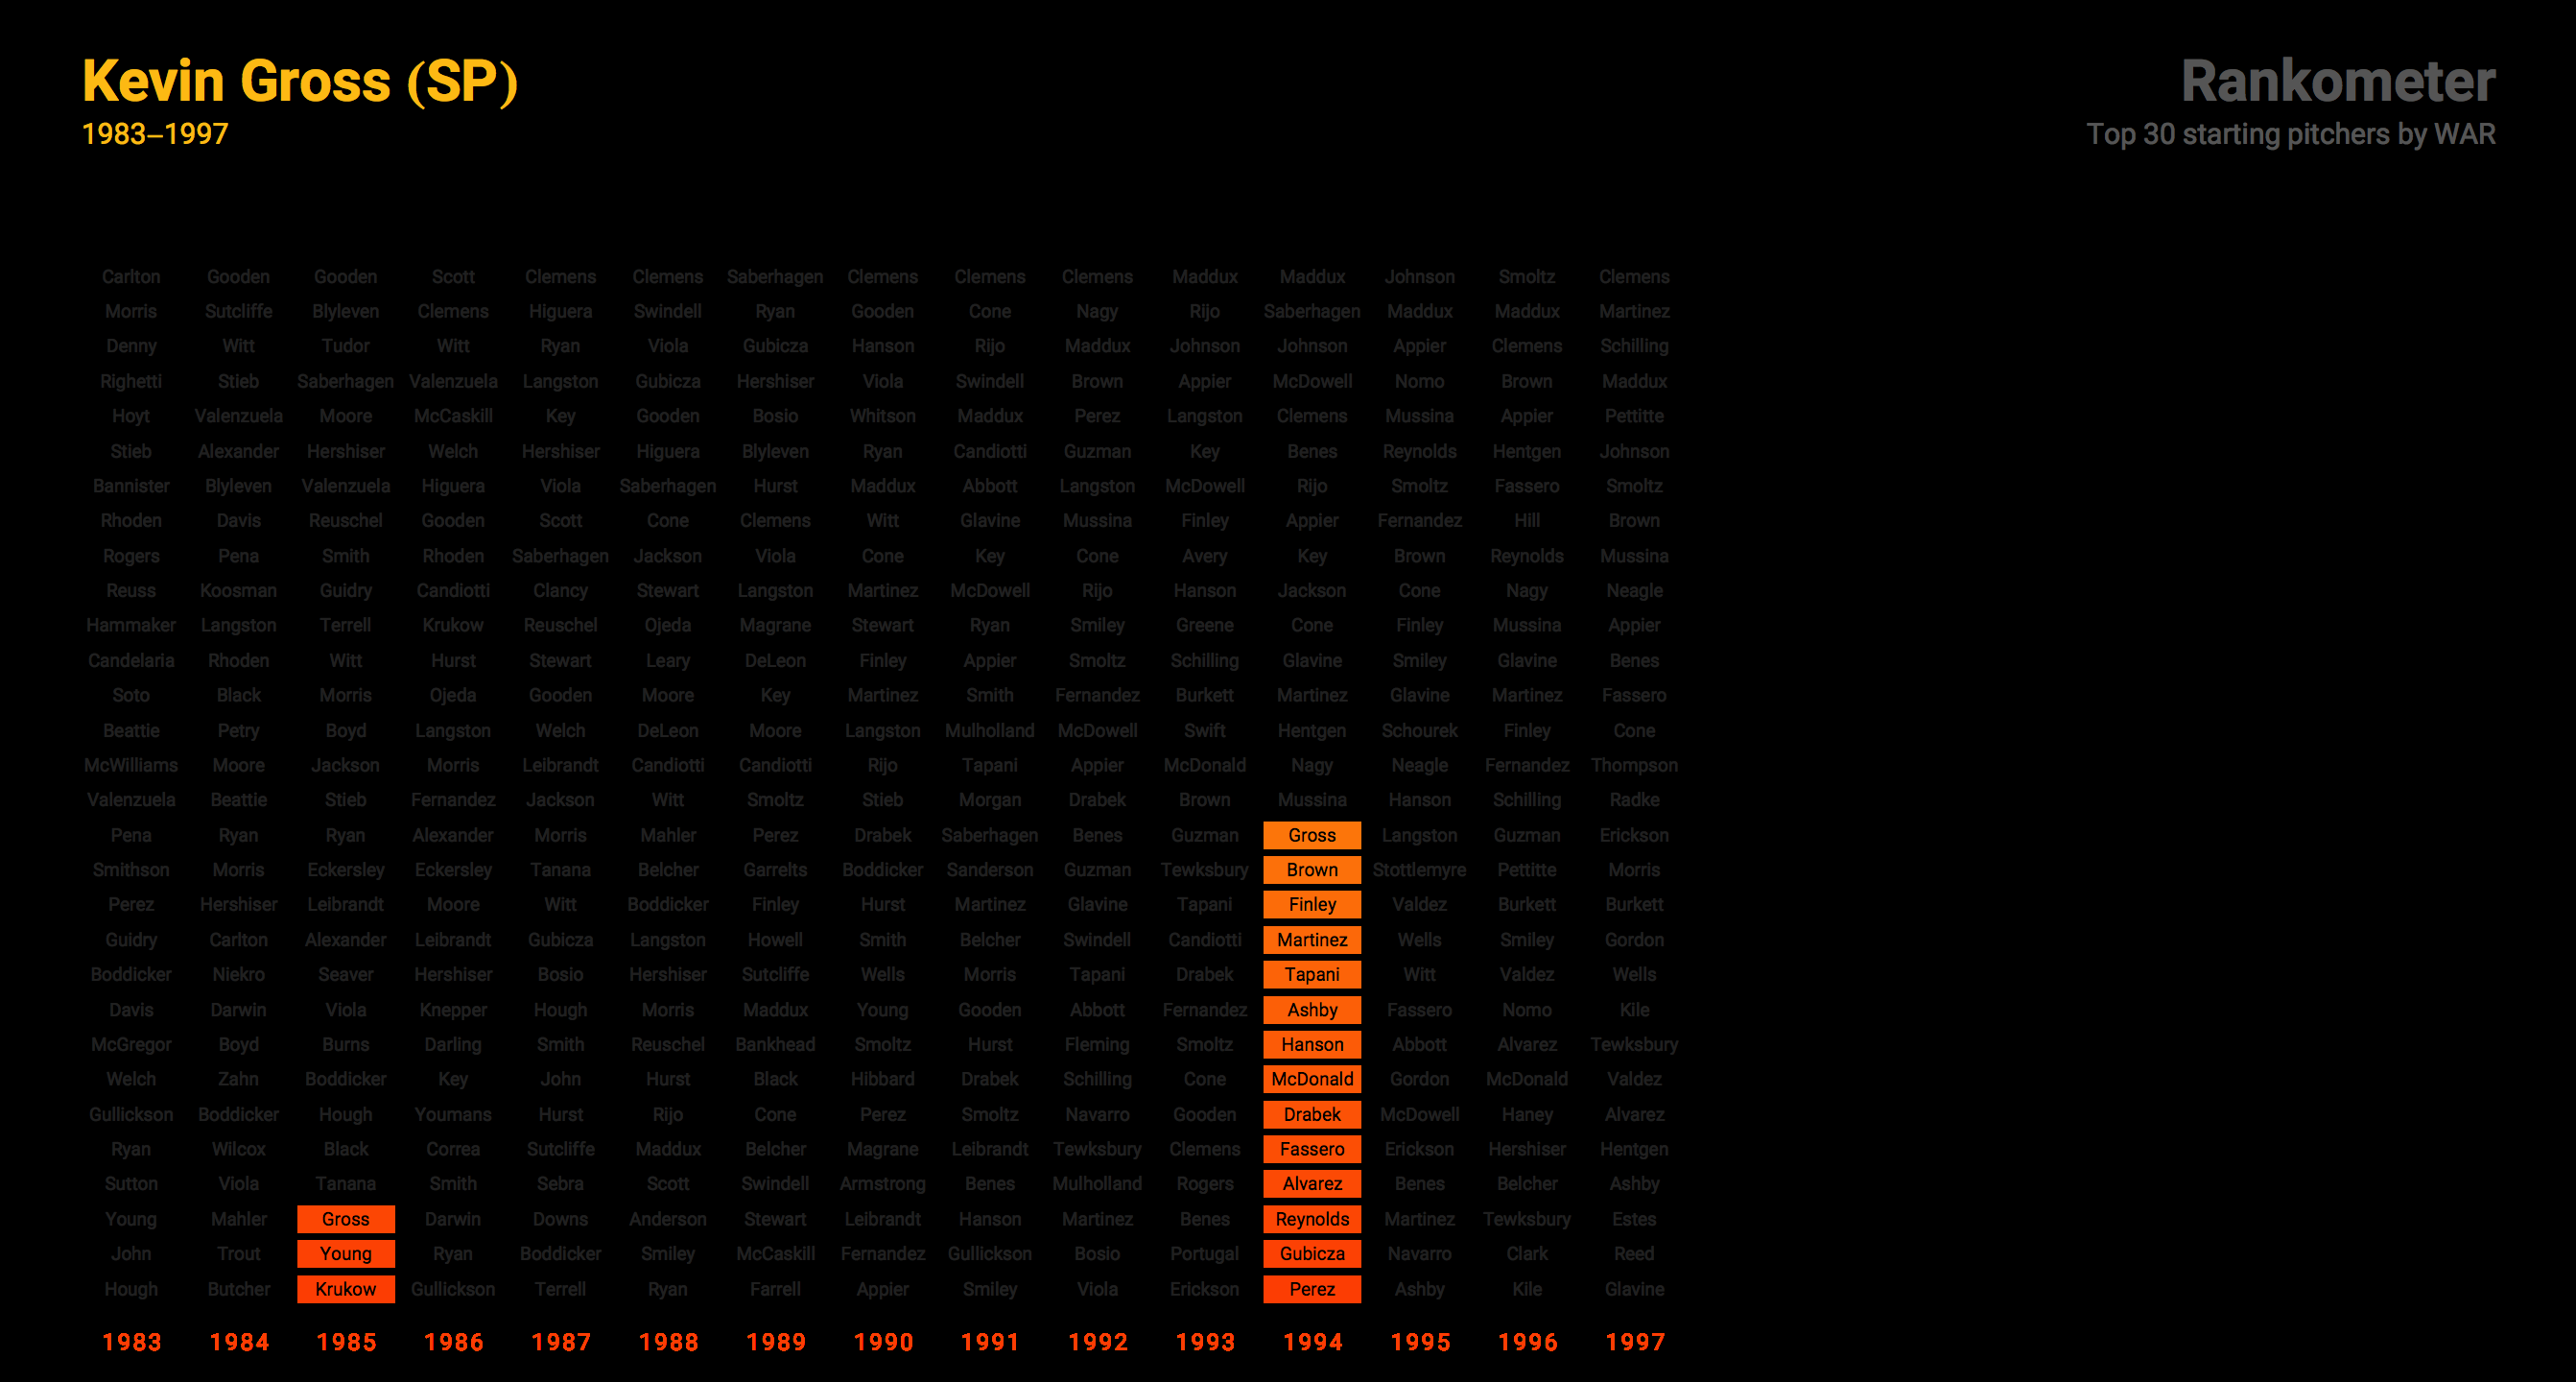 Kevin Gross (SP)
1983–1997
Rankometer
Top 30 starting pitchers by WAR
Carlton Gooden Gooden Scott Clemens Clemens Saberhagen Clemens Clemens Clemens Maddux Maddux Johnson Smoltz Clemens
Morris Sutcliffe Blyleven Clemens Higuera Swindell Ryan Gooden Cone Nagy Rijo Saberhagen Maddux Maddux Martinez
Denny Witt Tudor Witt Ryan Viola Gubicza Hanson Rijo Maddux Johnson Johnson Appier Clemens Schilling
Righetti Stieb Saberhagen Valenzuela Langston Gubicza Hershiser Viola Swindell Brown Appier McDowell Nomo Brown Maddux
Hoyt Valenzuela Moore McCaskill Key Gooden Bosio Whitson Maddux Perez Langston Clemens Mussina Appier Pettitte
Stieb Alexander Hershiser Welch Hershiser Higuera Blyleven Ryan Candiotti Guzman Key Benes Reynolds Hentgen Johnson
Bannister Blyleven Valenzuela Higuera Viola Saberhagen Hurst Maddux Abbott Langston McDowell Rijo Smoltz Fassero Smoltz
Rhoden Davis Reuschel Gooden Scott Cone Clemens Witt Glavine Mussina Finley Appier Fernandez Hill Brown
Rogers Pena Smith Rhoden Saberhagen Jackson Viola Cone Key Cone Avery Key Brown Reynolds Mussina
Reuss Koosman Guidry Candiotti Clancy Stewart Langston Martinez McDowell Rijo Hanson Jackson Cone Nagy Neagle
Hammaker Langston Terrell Krukow Reuschel Ojeda Magrane Stewart Ryan Smiley Greene Cone Finley Mussina Appier
Candelaria Rhoden Witt Hurst Stewart Leary DeLeon Finley Appier Smoltz Schilling Glavine Smiley Glavine Benes
Soto Black Morris Ojeda Gooden Moore Key Martinez Smith Fernandez Burkett Martinez Glavine Martinez Fassero
Beattie Petry Boyd Langston Welch DeLeon Moore Langston Mulholland McDowell Swift Hentgen Schourek Finley Cone
McWilliams Moore Jackson Morris Leibrandt Candiotti Candiotti Rijo Tapani Appier McDonald Nagy Neagle Fernandez Thompson
Valenzuela Beattie Stieb Fernandez Jackson Witt Smoltz Stieb Morgan Drabek Brown Mussina Hanson Schilling Radke
Pena Ryan Ryan Alexander Morris Mahler Perez Drabek Saberhagen Benes Guzman Gross Langston Guzman Erickson
Smithson Morris Eckersley Eckersley Tanana Belcher Garrelts Boddicker Sanderson Guzman Tewksbury Brown Stottlemyre Pettitte Morris
Perez Hershiser Leibrandt Moore Witt Boddicker Finley Hurst Martinez Glavine Tapani Finley Valdez Burkett Burkett
Guidry Carlton Alexander Leibrandt Gubicza Langston Howell Smith Belcher Swindell Candiotti Martinez Wells Smiley Gordon
Boddicker Niekro Seaver Hershiser Bosio Hershiser Sutcliffe Wells Morris Tapani Drabek Tapani Witt Valdez Wells
Davis Darwin Viola Knepper Hough Morris Maddux Young Gooden Abbott Fernandez Ashby Fassero Nomo Kile
McGregor Boyd Burns Darling Smith Reuschel Bankhead Smoltz Hurst Fleming Smoltz Hanson Abbott Alvarez Tewksbury
Welch Zahn Boddicker Key John Hurst Black Hibbard Drabek Schilling Cone McDonald Gordon McDonald Valdez
Gullickson Boddicker Hough Youmans Hurst Rijo Cone Perez Smoltz Navarro Gooden Drabek McDowell Haney Alvarez
Ryan Wilcox Black Correa Sutcliffe Maddux Belcher Magrane Leibrandt Tewksbury Clemens Fassero Erickson Hershiser Hentgen
Sutton Viola Tanana Smith Sebra Scott Swindell Armstrong Benes Mulholland Rogers Alvarez Benes Belcher Ashby
Young Mahler Gross Darwin Downs Anderson Stewart Leibrandt Hanson Martinez Benes Reynolds Martinez Tewksbury Estes
John Trout Young Ryan Boddicker Smiley McCaskill Fernandez Gullickson Bosio Portugal Gubicza Navarro Clark Reed
Hough Butcher Krukow Gullickson Terrell Ryan Farrell Appier Smiley Viola Erickson Perez Ashby Kile Glavine
1983 1984 1985 1986 1987 1988 1989 1990 1991 1992 1993 1994 1995 1996 1997